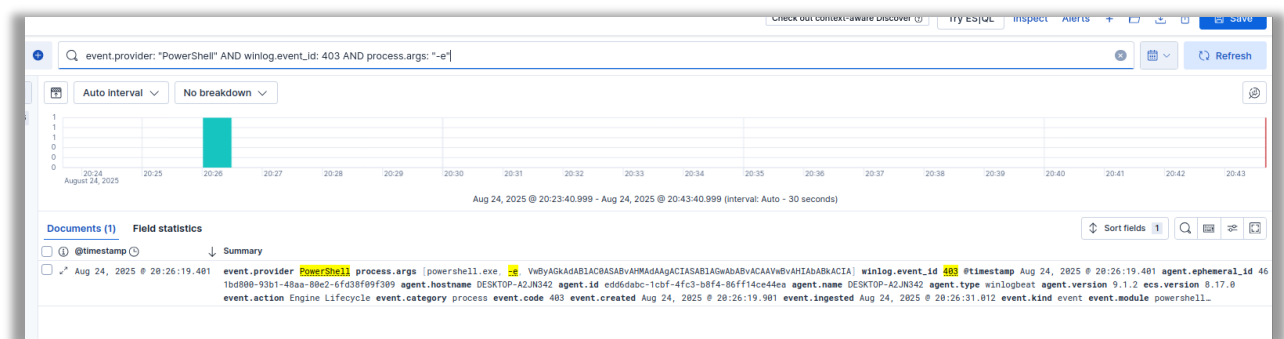 Check out context-aware Discover Try ES|QL Inspect Alerts Save
event.provider: "PowerShell" AND winlog.event_id: 403 AND process.args: "-e"
Refresh
Auto interval No breakdown
1
1
1
0
0
0
20:24 20:25 20:26 20:27 20:28 20:29 20:30 20:31 20:32 20:33 20:34 20:35 20:36 20:37 20:38 20:39 20:40 20:41 20:42 20:43
August 24, 2025
Aug 24, 2025 @ 20:23:40.999 - Aug 24, 2025 @ 20:43:40.999 (interval: Auto - 30 seconds)
Documents (1) Field statistics
Sort fields 1
@timestamp Summary
Aug 24, 2025 @ 20:26:19.401 event.provider PowerShell process.args [powershell.exe, -e, VwByAGkAdABlAC0ASABvAHMAdAAgACIASABlAGwAbABvACAAVwBvAHIAbABkACIA] winlog.event_id 403 @timestamp Aug 24, 2025 @ 20:26:19.401 agent.ephemeral_id 46
1bd800-93b1-48aa-80e2-6fd38f09f309 agent.hostname DESKTOP-A2JN342 agent.id edd6dabc-1cbf-4fc3-b8f4-86ff14ce44ea agent.name DESKTOP-A2JN342 agent.type winlogbeat agent.version 9.1.2 ecs.version 8.17.0
event.action Engine Lifecycle event.category process event.code 403 event.created Aug 24, 2025 @ 20:26:19.901 event.ingested Aug 24, 2025 @ 20:26:31.012 event.kind event event.module powershell…